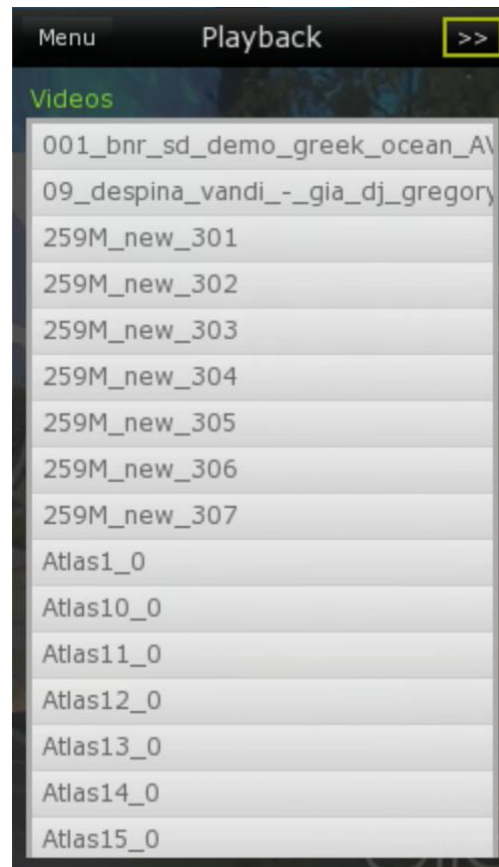 Menu
Playback
>>
Videos
001_bnr_sd_demo_greek_ocean_AV
09_despina_vandi_-_gia_dj_gregory
259M_new_301
259M_new_302
259M_new_303
259M_new_304
259M_new_305
259M_new_306
259M_new_307
Atlas1_0
Atlas10_0
Atlas11_0
Atlas12_0
Atlas13_0
Atlas14_0
Atlas15_0